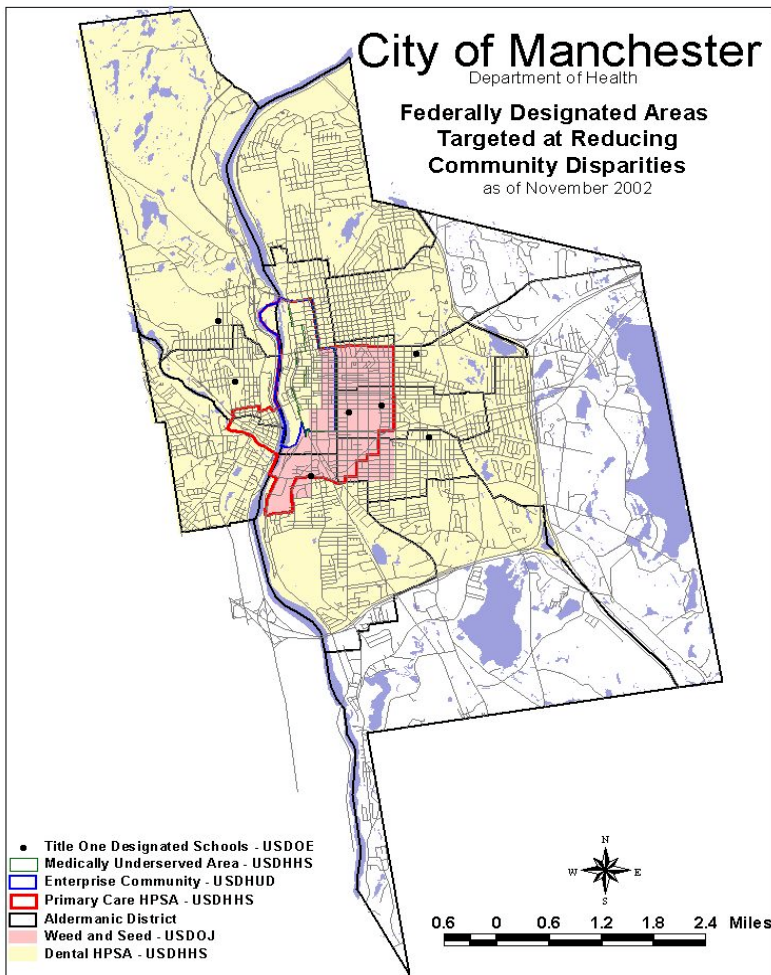 City of Manchester
Department of Health
Federally Designated Areas
Targeted at Reducing
Community Disparities
as of November 2002
Title One Designated Schools - USDOE
Medically Underserved Area - USDHHS
Enterprise Community - USDHUD
Primary Care HPSA - USDHHS
Aldermanic District
Weed and Seed - USDOJ
Dental HPSA - USDHHS
N
W E
S
0.6 0 0.6 1.2 1.8 2.4 Miles